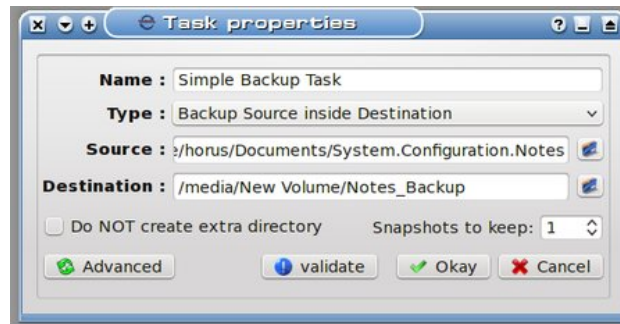 Task properties
Name : Simple Backup Task
Type : Backup Source inside Destination
Source : e/horus/Documents/System.Configuration.Notes
Destination : /media/New Volume/Notes_Backup
Do NOT create extra directory Snapshots to keep: 1
Advanced validate Okay Cancel